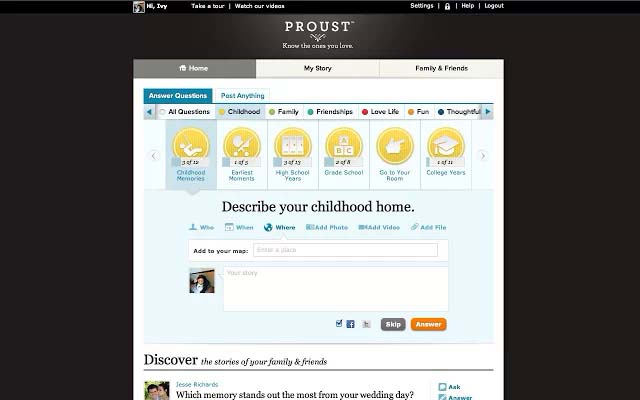 Hi, Ivy Take a tour | Watch our videos Settings | | Help | Logout
PROUST™
Know the ones you love.
Home My Story Family & Friends
Answer Questions Post Anything
All Questions Childhood Family Friendships Love Life Fun Thoughtful
3 of 12 1 of 5 3 of 13 2 of 8 1 of 11
A
B C
Childhood Memories Earliest Moments High School Years Grade School Go to Your Room College Years
Describe your childhood home.
Who When Where Add Photo Add Video Add File
Add to your map: Enter a place
Your story
Skip Answer
Discover the stories of your family & friends
Jesse Richards
Which memory stands out the most from your wedding day?
Ask
Answer